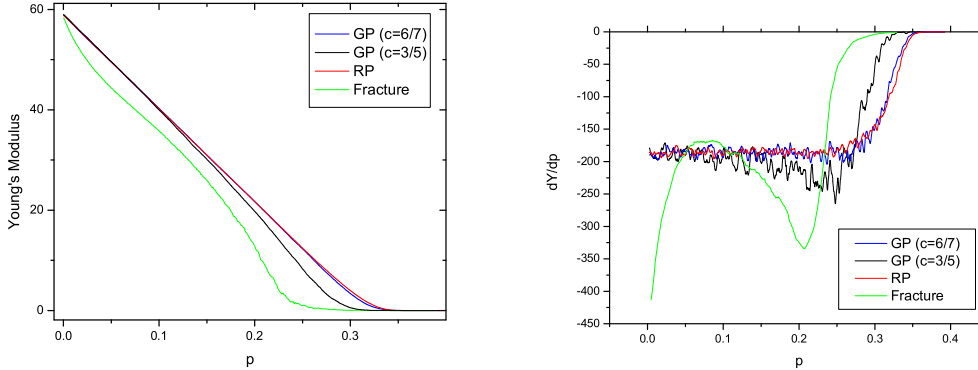 60
40
20
0
0.0 0.1 0.2 0.3
Young's Modulus
p
GP (c=6/7)
GP (c=3/5)
RP
Fracture
0
-50
-100
-150
-200
-250
-300
-350
-400
-450
0.0 0.1 0.2 0.3 0.4
dY/dp
p
GP (c=6/7)
GP (c=3/5)
RP
Fracture